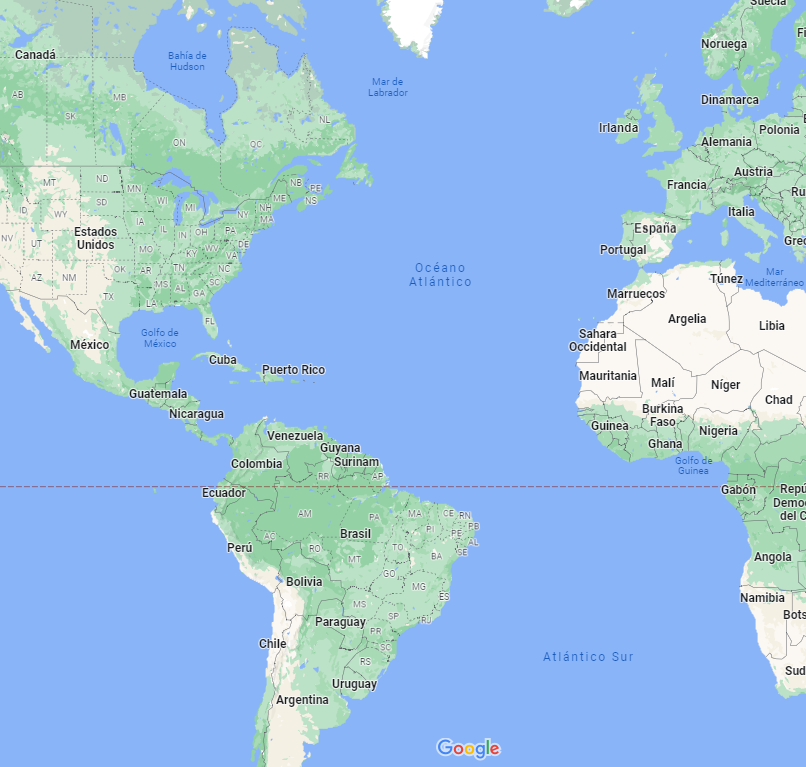 Suecia
Noruega
Canadá
Bahía de
Hudson
Mar de
Labrador
AB
MB
SK
Dinamarca
NL
Irlanda
Polonia
ON
QC
Alemania
Austria
MT
ND
MN
NB
PE
Francia
ID
WY
SD
WI
MI
ME
NS
Italia
NH
MA
NY
España
Estados
Unidos
IA
IL
IN
OH
PA
NV
UT
MO
WV
DE
VA
KY
Portugal
Océano
Atlántico
AZ
NM
OK
AR
TN
NC
Túnez
Mar
Mediterráneo
MS
AL
SC
GA
TX
LA
Marruecos
FL
Argelia
Libia
Golfo de
México
México
Sahara
Occidental
Cuba
Puerto Rico
Mauritania
Malí
Níger
Chad
Guatemala
Nicaragua
Burkina
Faso
Guinea
Nigeria
Ghana
Venezuela
Guyana
Surinam
Colombia
Golfo de
Guinea
RR
AP
Ecuador
Gabón
Repú
Demo
del C
AM
PA
MA
CE
RN
PB
PI
PE
AL
SE
AC
Brasil
Perú
RO
TO
BA
MT
Angola
GO
Bolivia
MG
ES
Namibia
MS
SP
RJ
Bots
Paraguay
PR
Chile
SC
Atlántico Sur
RS
Sud
Uruguay
Argentina
Google